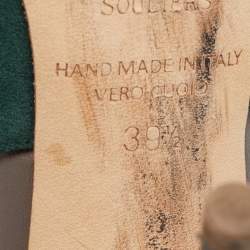 SOULIERS
HAND MADE IN ITALY
VERO CUOIO
39½